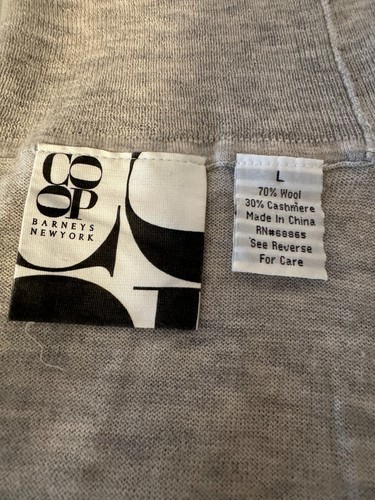 CO
OP
BARNEYS
NEWYORK
L
70% Wool
30% Cashmere
Made In China
RN#68865
See Reverse
For Care